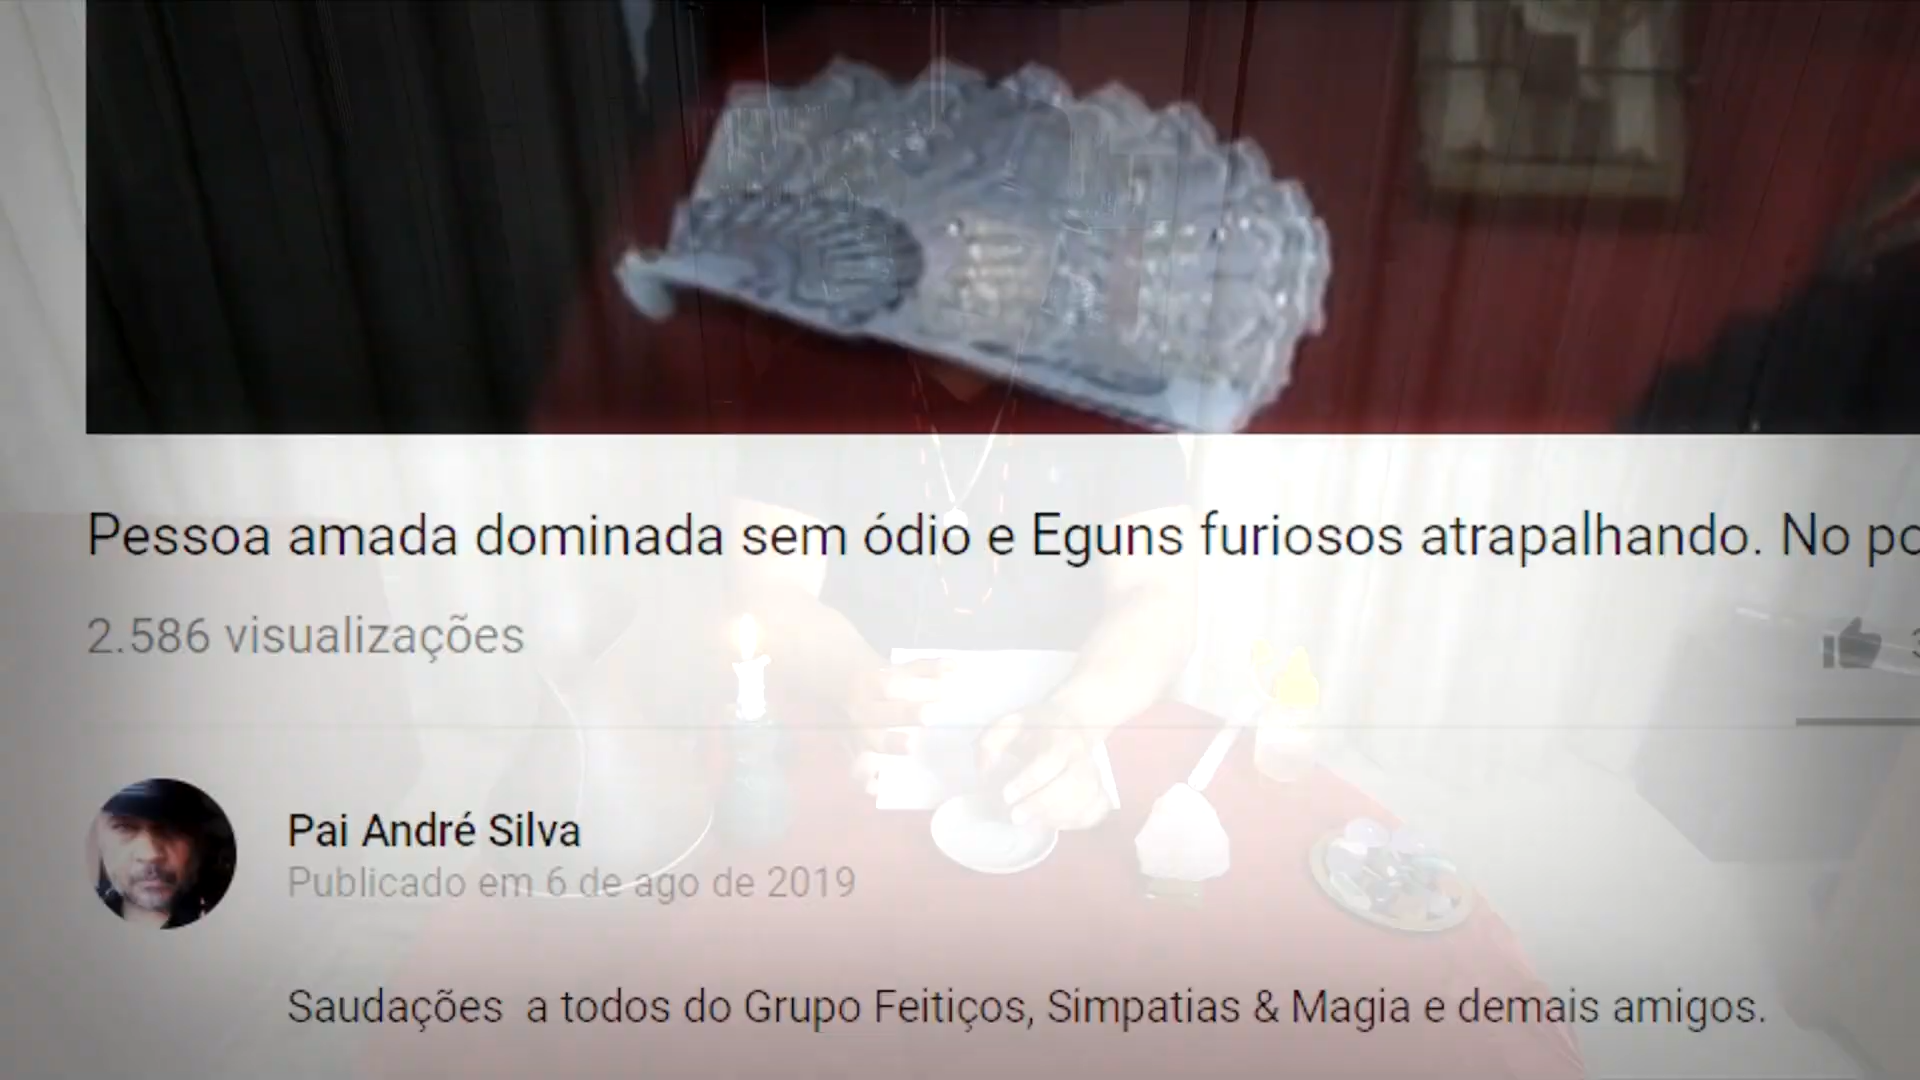 Pessoa amada dominada sem ódio e Eguns furiosos atrapalhando. No
2.586 visualizações
Pai André Silva
Publicado em 6 de ago de 2019
Saudações a todos do Grupo Feitiços, Simpatias & Magia e demais amigos.